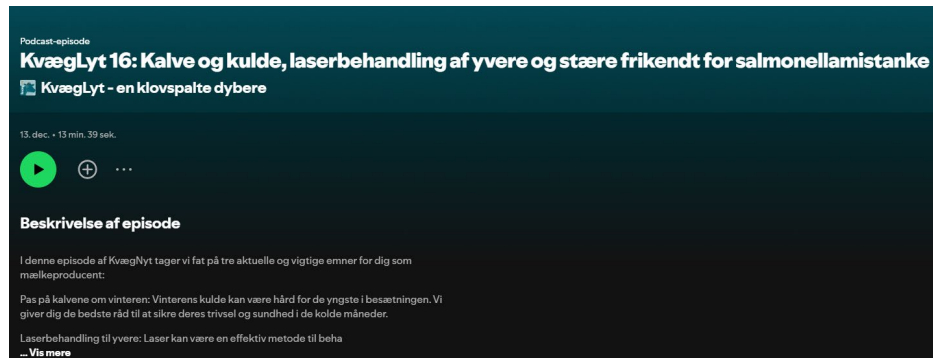 Podcast-episode
KvægLyt 16: Kalve og kulde, laserbehandling af yvere og stære frikendt for salmonellamistanke
KvægLyt - en klovspalte dybere
13. dec. • 13 min. 39 sek.
Beskrivelse af episode
I denne episode af KvægNyt tager vi fat på tre aktuelle og vigtige emner for dig som
mælkeproducent:
Pas på kalvene om vinteren: Vinterens kulde kan være hård for de yngste i besætningen. Vi
giver dig de bedste råd til at sikre deres trivsel og sundhed i de kolde måneder.
Laserbehandling til yvere: Laser kan være en effektiv metode til beha
... Vis mere